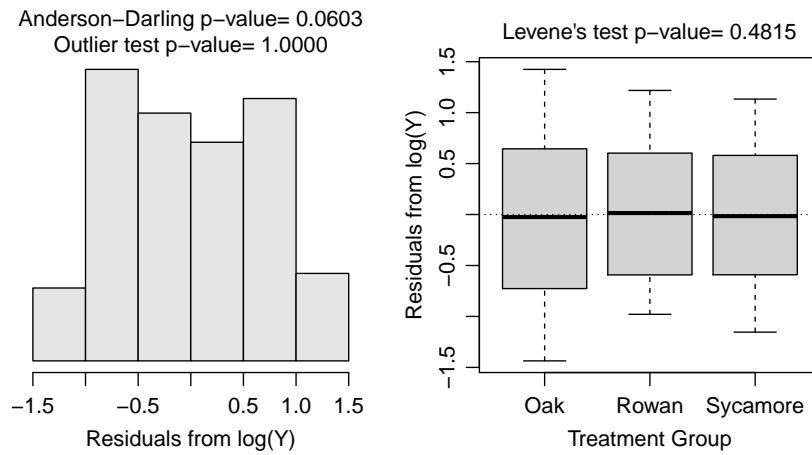 Anderson−Darling p−value= 0.0603
Outlier test p−value= 1.0000
−1.5 −0.5 0.5 1.0 1.5
Residuals from log(Y)
Levene's test p−value= 0.4815
1.5
1.0
0.5
−0.5
−1.5
Residuals from log(Y)
Oak Rowan Sycamore
Treatment Group